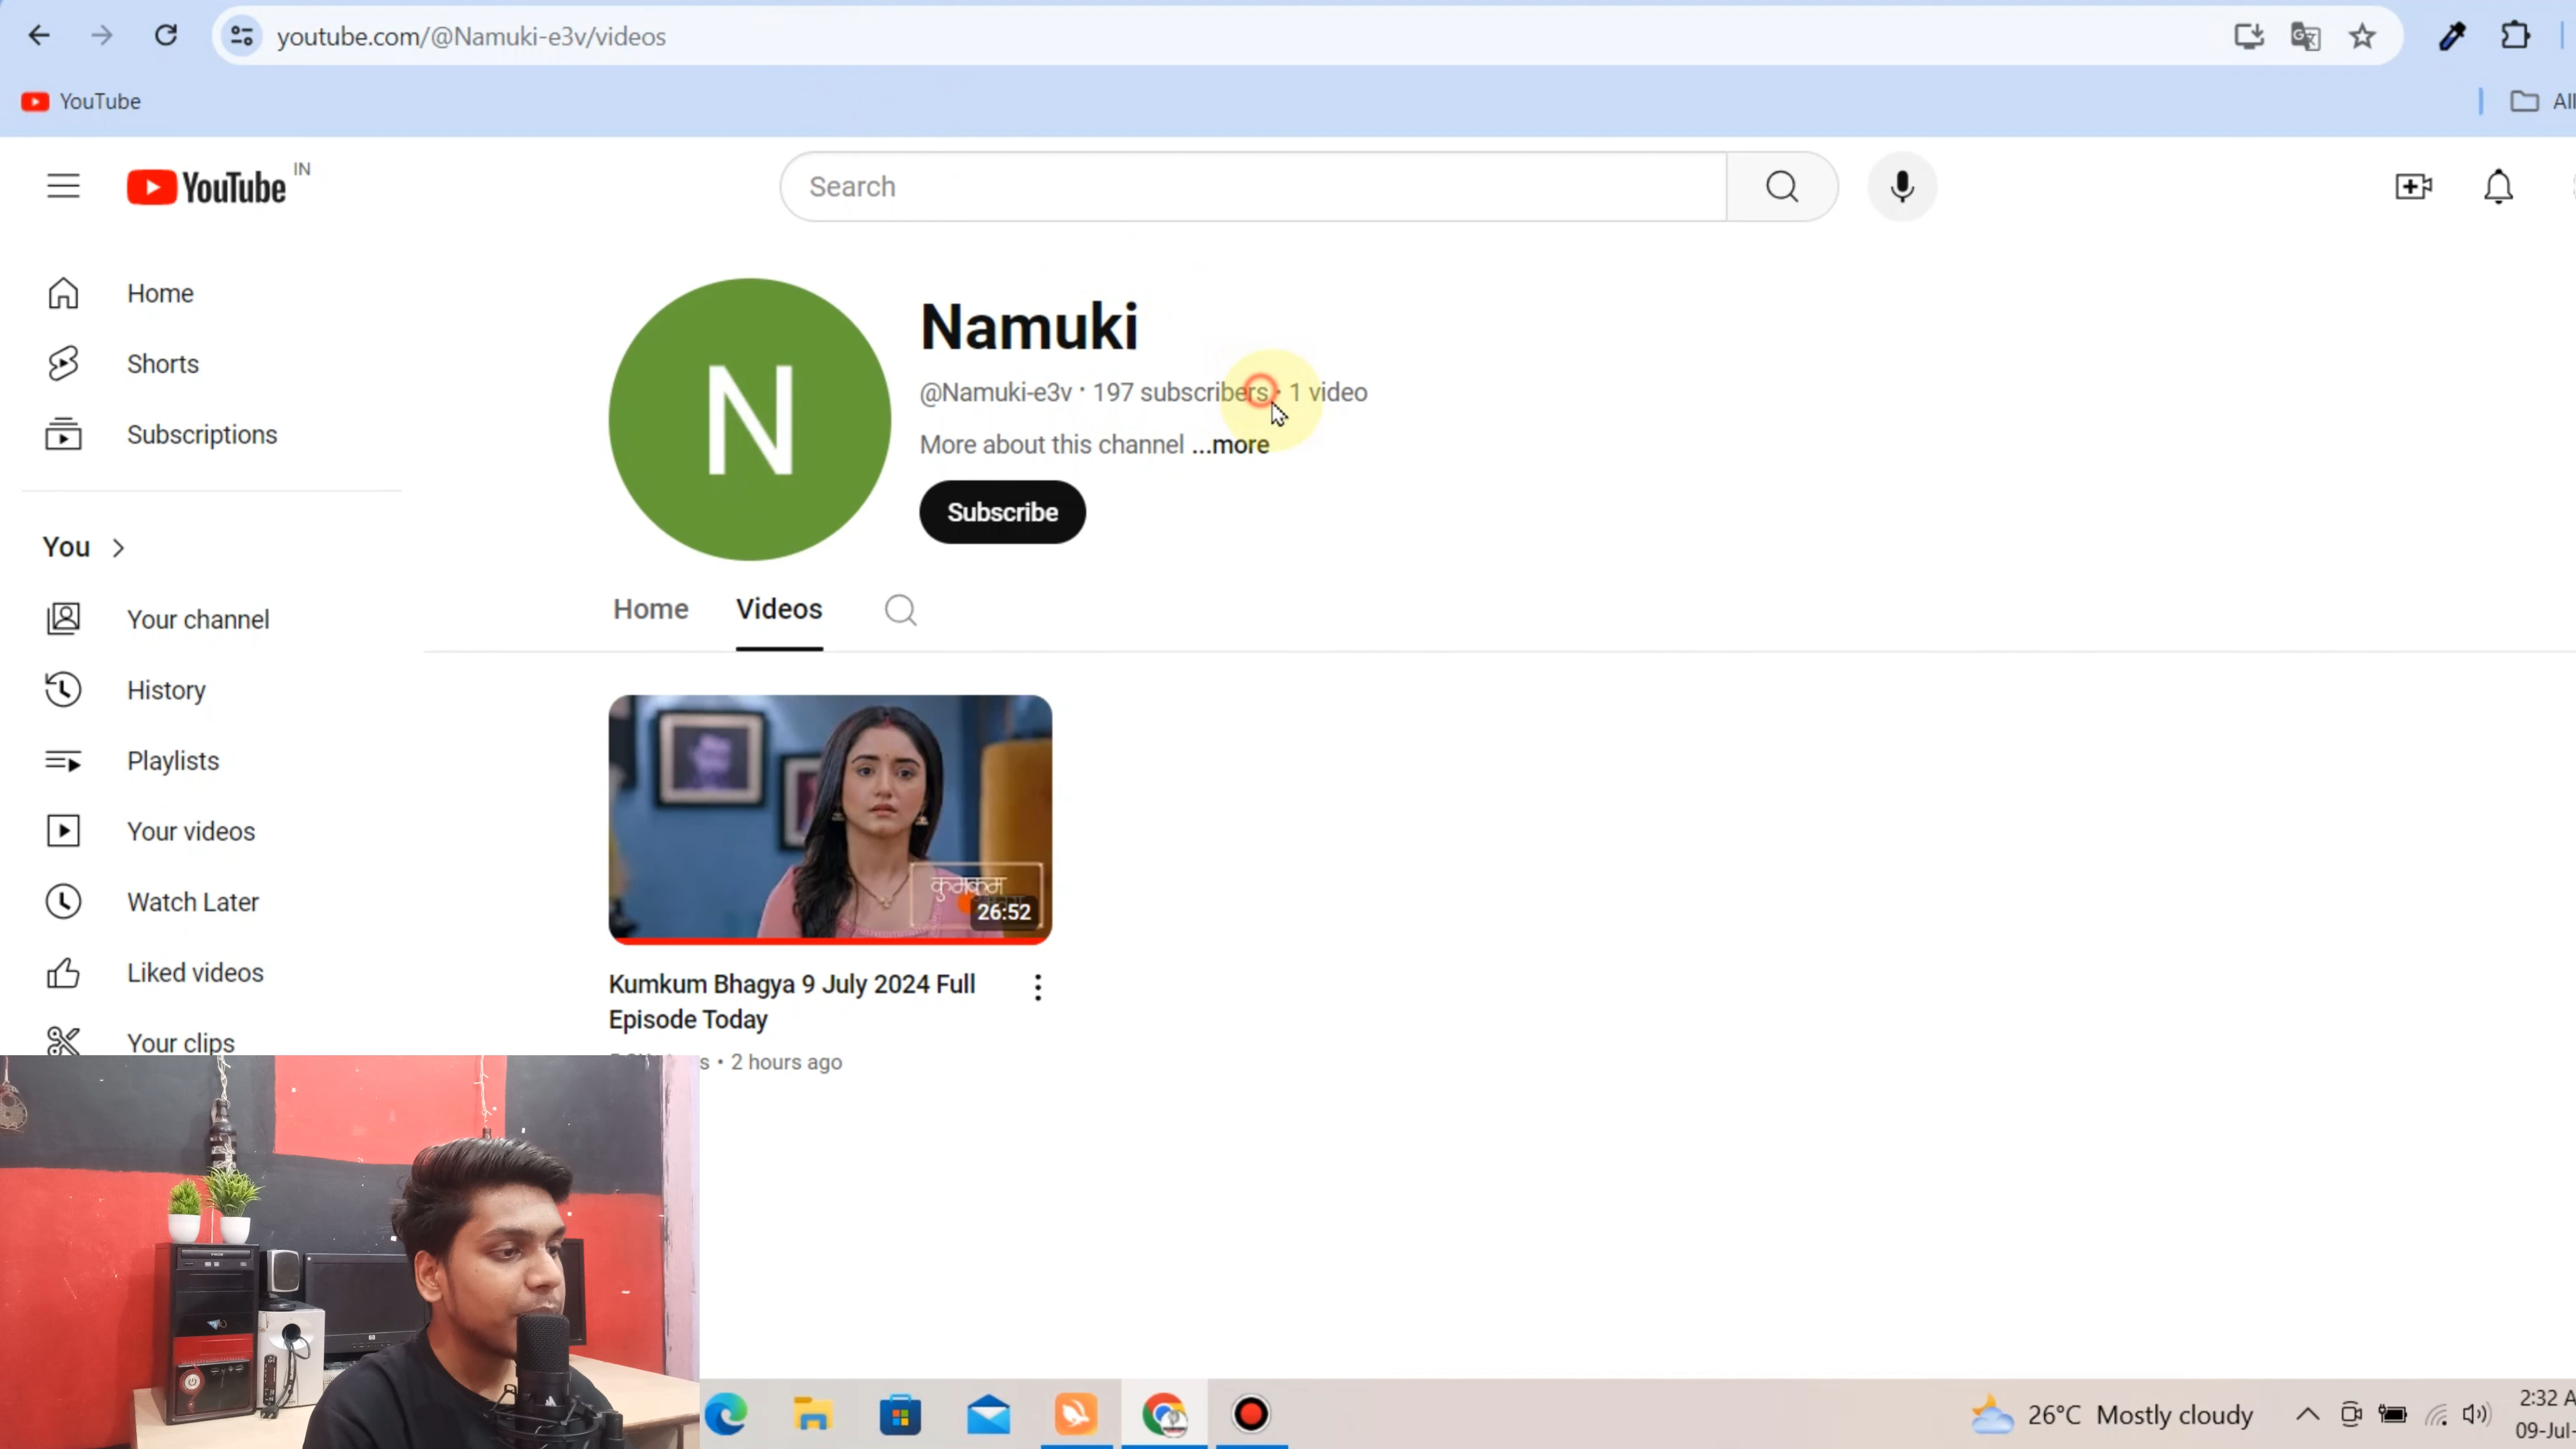 youtube.com/@Namuki-e3v/videos
YouTube
All
YouTube IN
Search
Home
Shorts
Subscriptions
You
Your channel
History
Playlists
Your videos
Watch Later
Liked videos
Your clips
N
Namuki
@Namuki-e3v • 197 subscribers • 1 video
More about this channel ...more
Subscribe
Home Videos
26:52
Kumkum Bhagya 9 July 2024 Full
Episode Today
s • 2 hours ago
26°C Mostly cloudy
2:32 A
09-Jul-